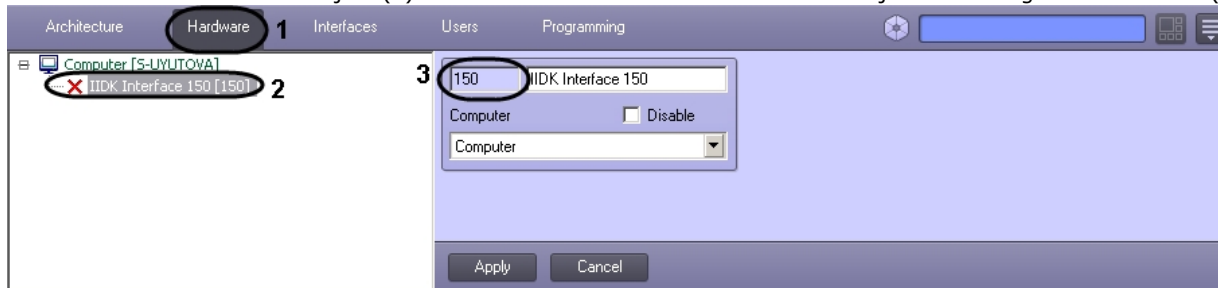 Architecture Hardware 1 Interfaces Users Programming
Computer [S-UYUTOVA]
IIDK Interface 150 [150] 2
3 150 IIDK Interface 150
Computer Disable
Computer
Apply Cancel